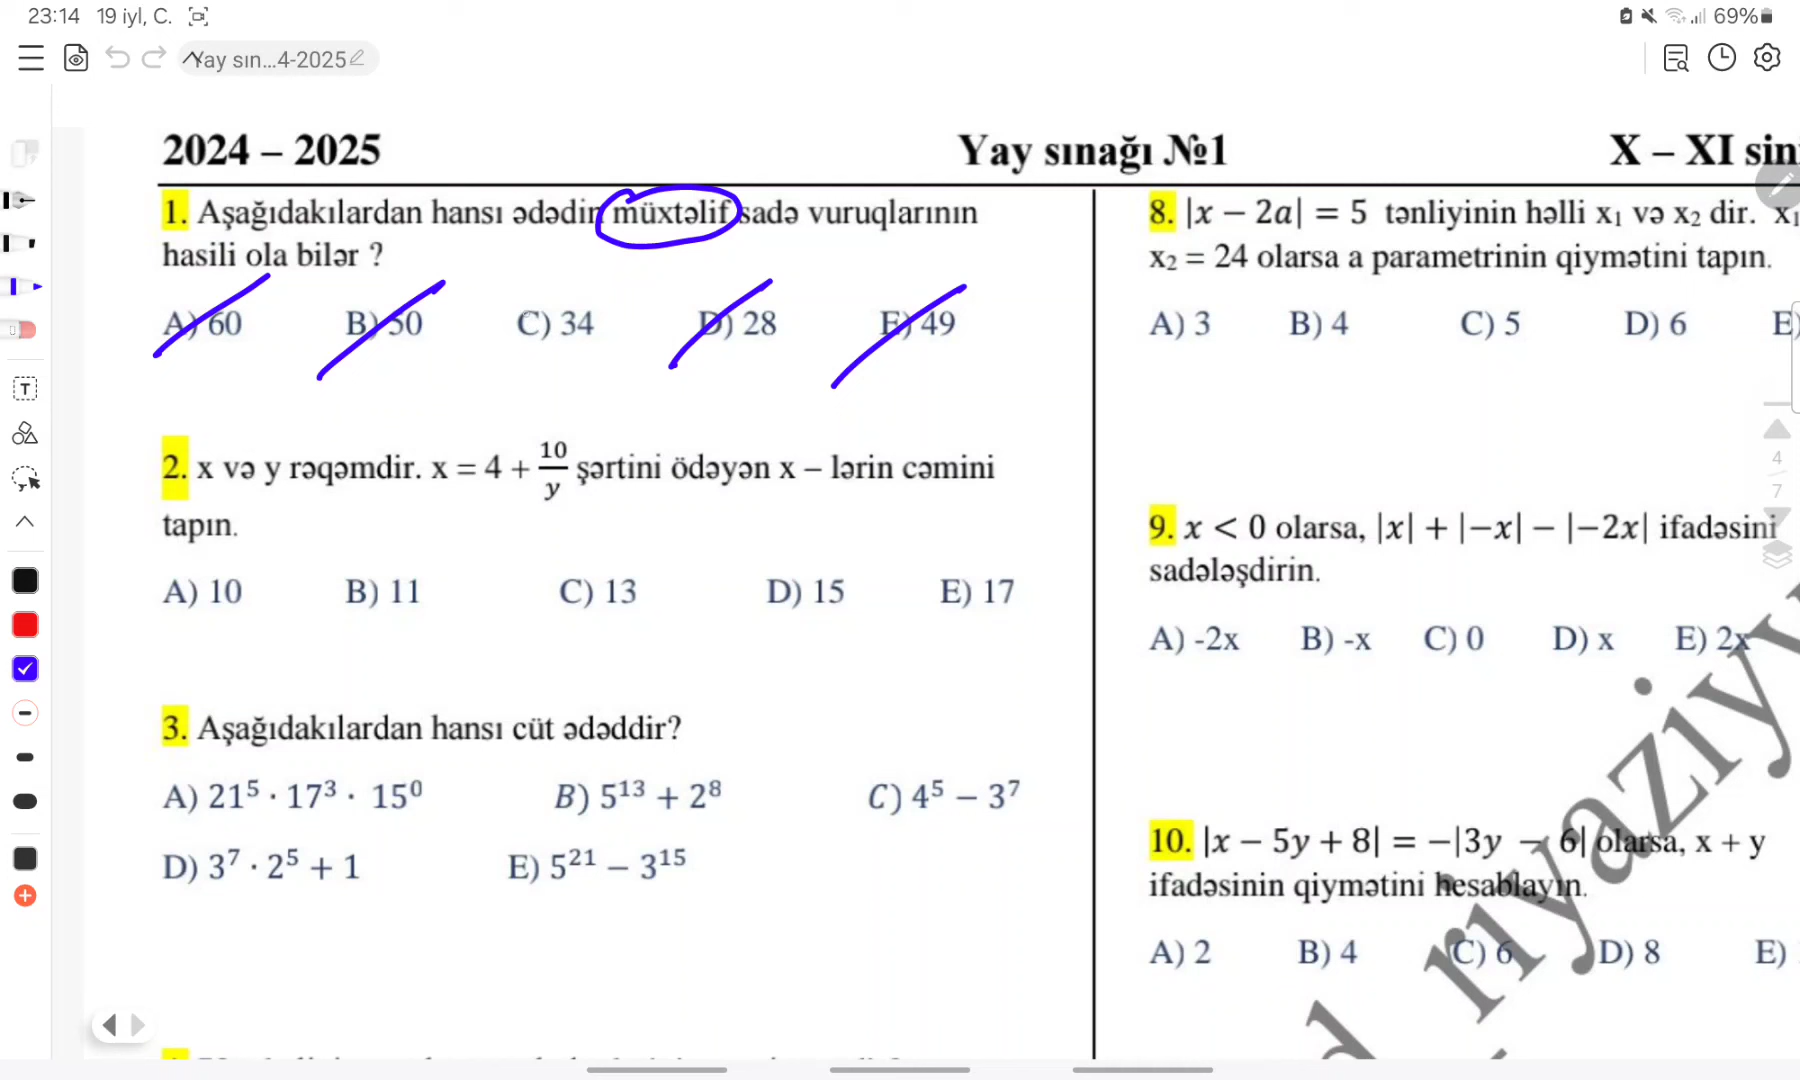 23:14 19 iyl, C.
69%
Yay sın...4-2025
2024 – 2025
Yay sınağı №1
X – XI sin
1. Aşağıdakılardan hansı ədədin müxtəlif sadə vuruqlarının
hasili ola bilər ?
A) 60 B) 50 C) 34 D) 28 E) 49
2. x və y rəqəmdir. x = 4 + 10/y şərtini ödəyən x – lərin cəmini
tapın.
A) 10 B) 11 C) 13 D) 15 E) 17
3. Aşağıdakılardan hansı cüt ədəddir?
A) 21⁵ · 17³ · 15⁰ B) 5¹³ + 2⁸ C) 4⁵ − 3⁷
D) 3⁷ · 2⁵ + 1 E) 5²¹ − 3¹⁵
8. |x − 2a| = 5 tənliyinin həlli x₁ və x₂ dir. x₁
x₂ = 24 olarsa a parametrinin qiymətini tapın.
A) 3 B) 4 C) 5 D) 6 E)
9. x < 0 olarsa, |x| + |−x| − |−2x| ifadəsini
sadələşdirin.
A) -2x B) -x C) 0 D) x E) 2x
10. |x − 5y + 8| = −|3y − 6| olarsa, x + y
ifadəsinin qiymətini hesablayın.
A) 2 B) 4 C) 6 D) 8 E)
4
7
T